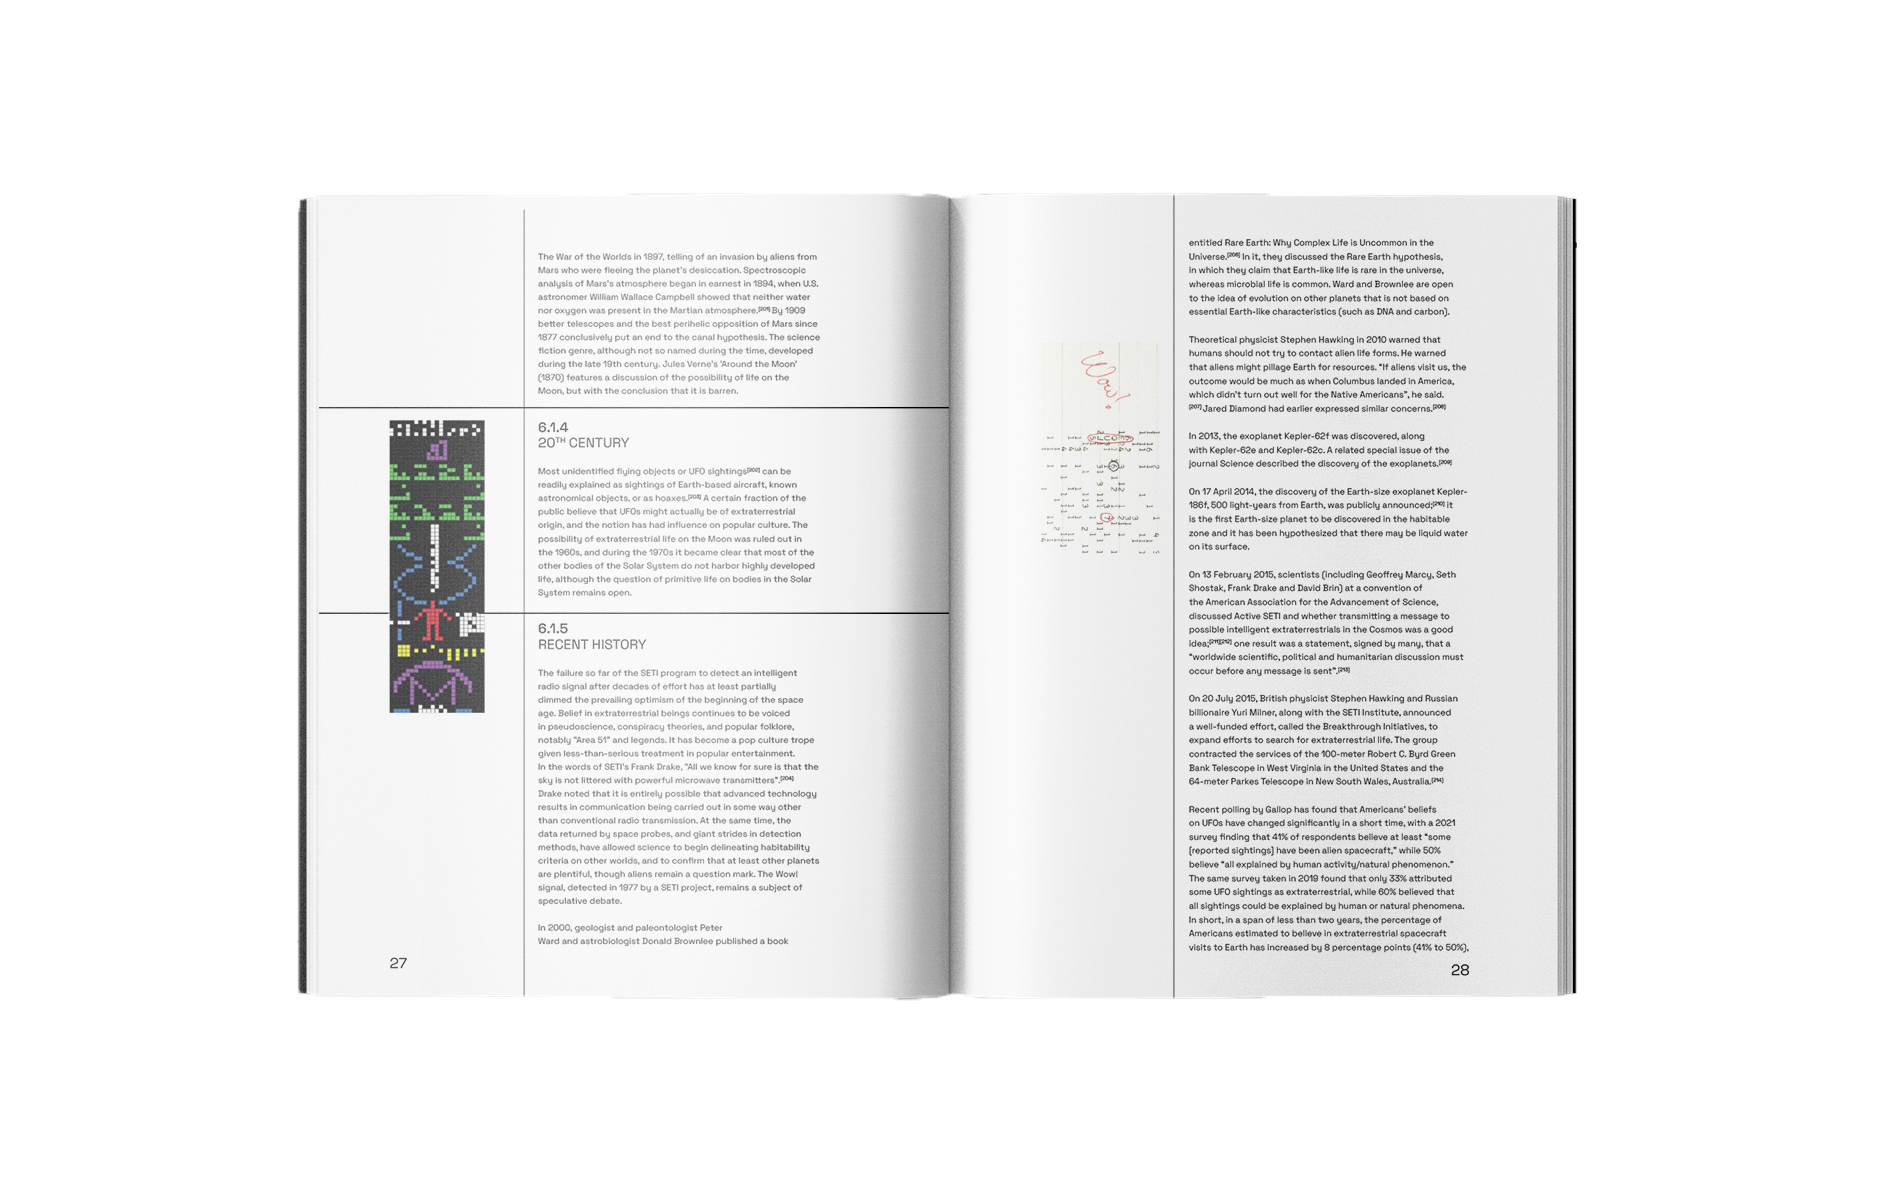 The War of the Worlds in 1897, telling of an invasion by aliens from
Mars who were fleeing the planet's desiccation. Spectroscopic
analysis of Mars's atmosphere began in earnest in 1894, when U.S.
astronomer William Wallace Campbell showed that neither water
nor oxygen was present in the Martian atmosphere.[201] By 1909
better telescopes and the best perihelic opposition of Mars since
1877 conclusively put an end to the canal hypothesis. The science
fiction genre, although not so named during the time, developed
during the late 19th century. Jules Verne's 'Around the Moon'
(1870) features a discussion of the possibility of life on the
Moon, but with the conclusion that it is barren.
6.1.4
20TH CENTURY
Most unidentified flying objects or UFO sightings[202] can be
readily explained as sightings of Earth-based aircraft, known
astronomical objects, or as hoaxes.[203] A certain fraction of the
public believe that UFOs might actually be of extraterrestrial
origin, and the notion has had influence on popular culture. The
possibility of extraterrestrial life on the Moon was ruled out in
the 1960s, and during the 1970s it became clear that most of the
other bodies of the Solar System do not harbor highly developed
life, although the question of primitive life on bodies in the Solar
System remains open.
6.1.5
RECENT HISTORY
The failure so far of the SETI program to detect an intelligent
radio signal after decades of effort has at least partially
dimmed the prevailing optimism of the beginning of the space
age. Belief in extraterrestrial beings continues to be voiced
in pseudoscience, conspiracy theories, and popular folklore,
notably "Area 51" and legends. It has become a pop culture trope
given less-than-serious treatment in popular entertainment.
In the words of SETI's Frank Drake, "All we know for sure is that the
sky is not littered with powerful microwave transmitters".[204]
Drake noted that it is entirely possible that advanced technology
results in communication being carried out in some way other
than conventional radio transmission. At the same time, the
data returned by space probes, and giant strides in detection
methods, have allowed science to begin delineating habitability
criteria on other worlds, and to confirm that at least other planets
are plentiful, though aliens remain a question mark. The Wow!
signal, detected in 1977 by a SETI project, remains a subject of
speculative debate.
In 2000, geologist and paleontologist Peter
Ward and astrobiologist Donald Brownlee published a book
27
Wow!
entitled Rare Earth: Why Complex Life is Uncommon in the
Universe.[206] In it, they discussed the Rare Earth hypothesis,
in which they claim that Earth-like life is rare in the universe,
whereas microbial life is common. Ward and Brownlee are open
to the idea of evolution on other planets that is not based on
essential Earth-like characteristics (such as DNA and carbon).
Theoretical physicist Stephen Hawking in 2010 warned that
humans should not try to contact alien life forms. He warned
that aliens might pillage Earth for resources. "If aliens visit us, the
outcome would be much as when Columbus landed in America,
which didn't turn out well for the Native Americans", he said.
[207] Jared Diamond had earlier expressed similar concerns.[208]
In 2013, the exoplanet Kepler-62f was discovered, along
with Kepler-62e and Kepler-62c. A related special issue of the
journal Science described the discovery of the exoplanets.[209]
On 17 April 2014, the discovery of the Earth-size exoplanet Kepler-
186f, 500 light-years from Earth, was publicly announced;[210] it
is the first Earth-size planet to be discovered in the habitable
zone and it has been hypothesized that there may be liquid water
on its surface.
On 13 February 2015, scientists (including Geoffrey Marcy, Seth
Shostak, Frank Drake and David Brin) at a convention of
the American Association for the Advancement of Science,
discussed Active SETI and whether transmitting a message to
possible intelligent extraterrestrials in the Cosmos was a good
idea;[211][212] one result was a statement, signed by many, that a
"worldwide scientific, political and humanitarian discussion must
occur before any message is sent".[213]
On 20 July 2015, British physicist Stephen Hawking and Russian
billionaire Yuri Milner, along with the SETI Institute, announced
a well-funded effort, called the Breakthrough Initiatives, to
expand efforts to search for extraterrestrial life. The group
contracted the services of the 100-meter Robert C. Byrd Green
Bank Telescope in West Virginia in the United States and the
64-meter Parkes Telescope in New South Wales, Australia.[214]
Recent polling by Gallop has found that Americans' beliefs
on UFOs have changed significantly in a short time, with a 2021
survey finding that 41% of respondents believe at least "some
[reported sightings] have been alien spacecraft," while 50%
believe "all explained by human activity/natural phenomenon."
The same survey taken in 2019 found that only 33% attributed
some UFO sightings as extraterrestrial, while 60% believed that
all sightings could be explained by human or natural phenomena.
In short, in a span of less than two years, the percentage of
Americans estimated to believe in extraterrestrial spacecraft
visits to Earth has increased by 8 percentage points (41% to 50%),
28